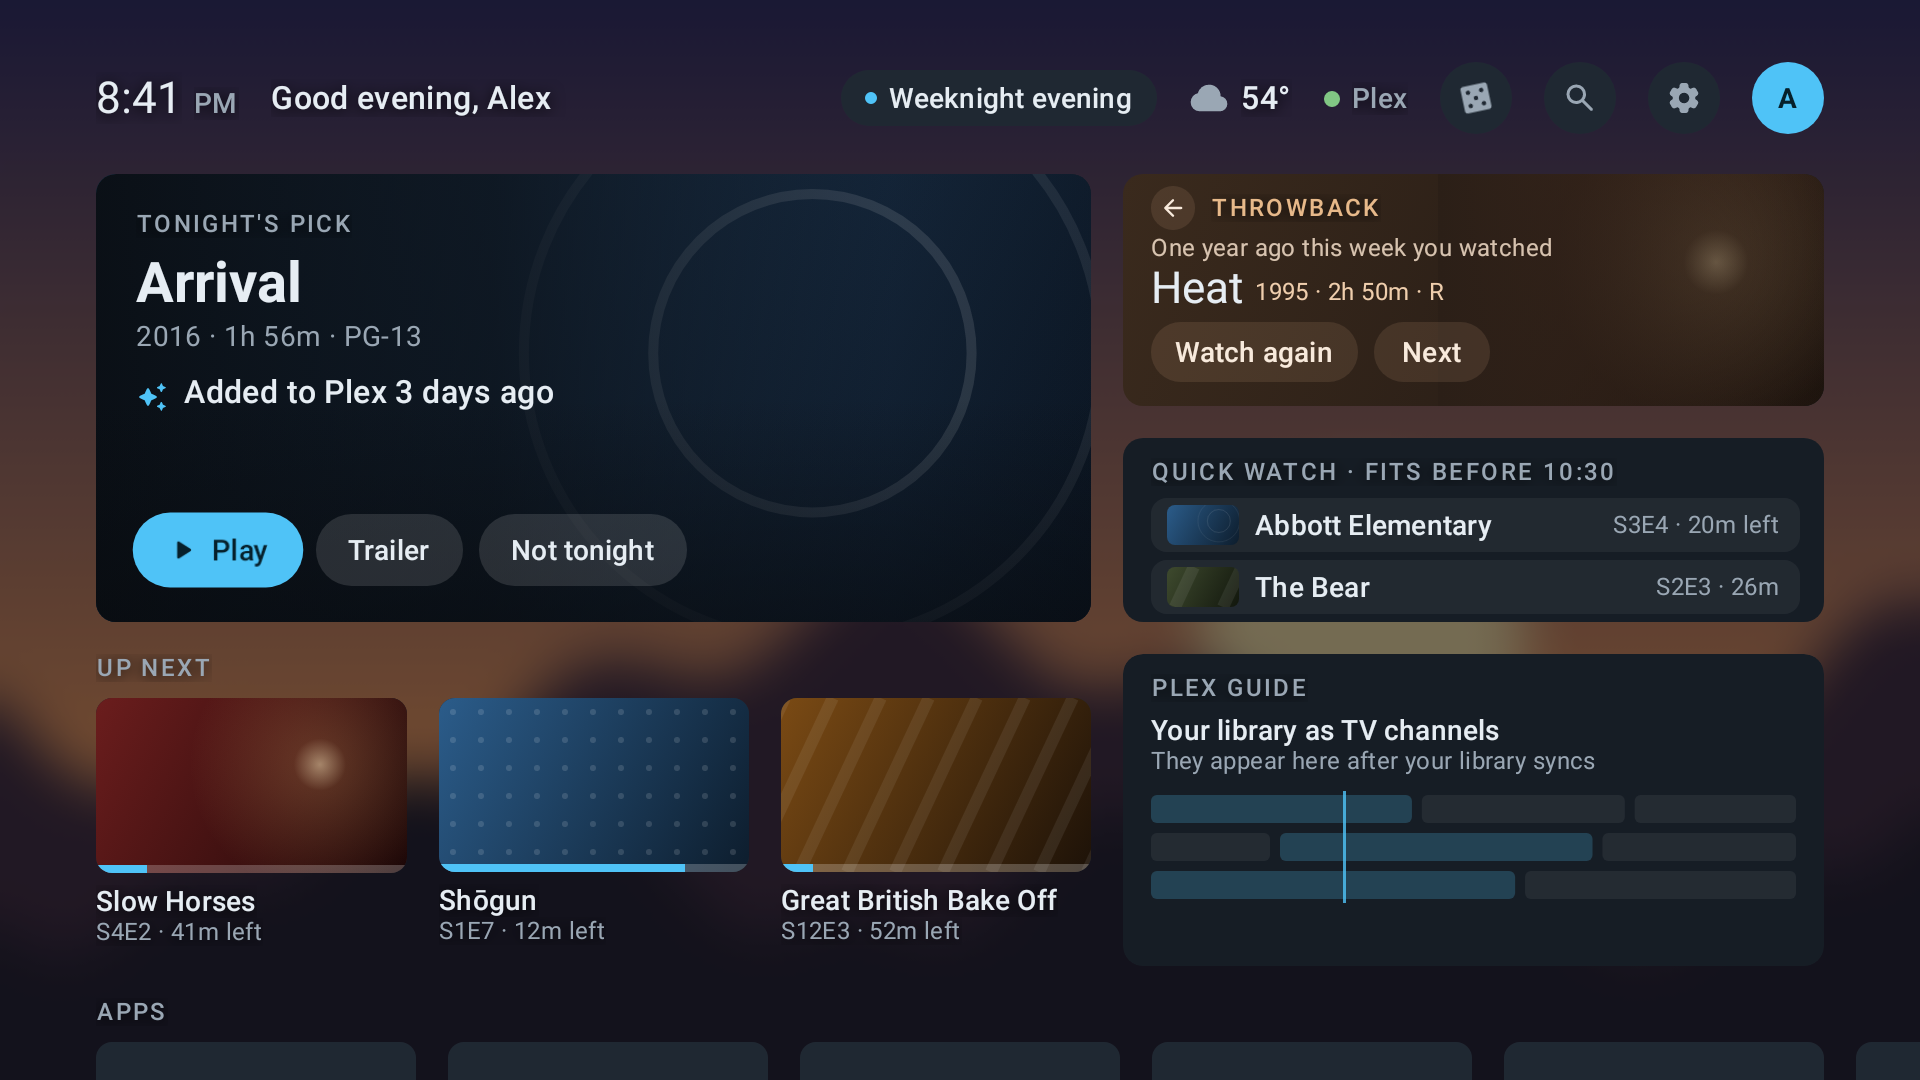 8:41 PM
Good evening, Alex
Weeknight evening
54°
Plex
A
TONIGHT'S PICK
Arrival
2016 · 1h 56m · PG-13
Added to Plex 3 days ago
Play
Trailer
Not tonight
THROWBACK
One year ago this week you watched
Heat 1995 · 2h 50m · R
Watch again
Next
QUICK WATCH · FITS BEFORE 10:30
Abbott Elementary S3E4 · 20m left
The Bear S2E3 · 26m
UP NEXT
Slow Horses
S4E2 · 41m left
Shōgun
S1E7 · 12m left
Great British Bake Off
S12E3 · 52m left
PLEX GUIDE
Your library as TV channels
They appear here after your library syncs
APPS